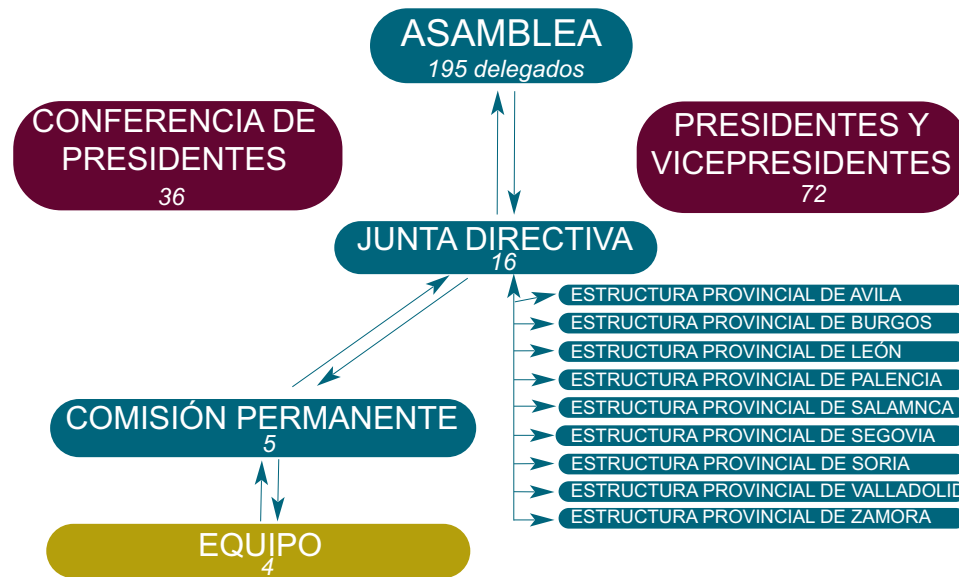 ASAMBLEA
195 delegados
CONFERENCIA DE
PRESIDENTES
36
PRESIDENTES Y
VICEPRESIDENTES
72
JUNTA DIRECTIVA
16
ESTRUCTURA PROVINCIAL DE AVILA
ESTRUCTURA PROVINCIAL DE BURGOS
ESTRUCTURA PROVINCIAL DE LEÓN
ESTRUCTURA PROVINCIAL DE PALENCIA
ESTRUCTURA PROVINCIAL DE SALAMNCA
ESTRUCTURA PROVINCIAL DE SEGOVIA
ESTRUCTURA PROVINCIAL DE SORIA
ESTRUCTURA PROVINCIAL DE VALLADOLID
ESTRUCTURA PROVINCIAL DE ZAMORA
COMISIÓN PERMANENTE
5
EQUIPO
4